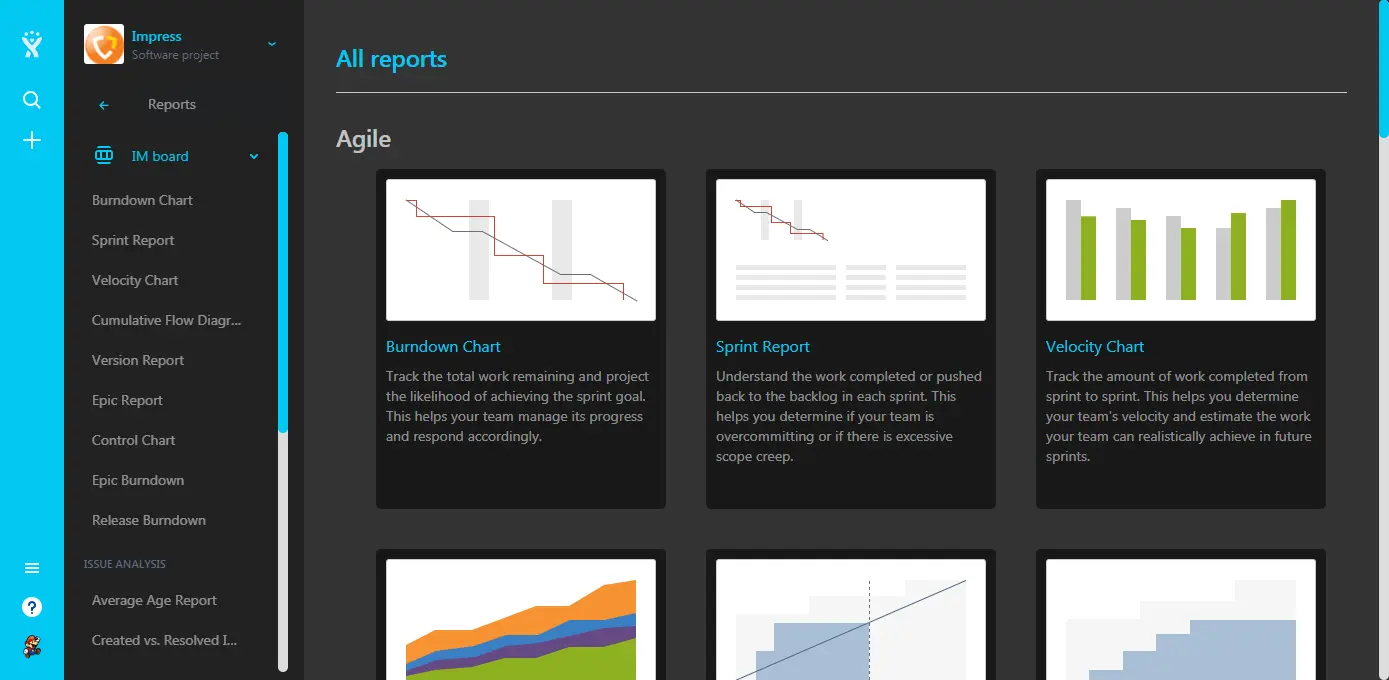 Impress
Software project
Reports
IM board
Burndown Chart
Sprint Report
Velocity Chart
Cumulative Flow Diagr...
Version Report
Epic Report
Control Chart
Epic Burndown
Release Burndown
ISSUE ANALYSIS
Average Age Report
Created vs. Resolved I...
?
All reports
Agile
Burndown Chart
Track the total work remaining and project
the likelihood of achieving the sprint goal.
This helps your team manage its progress
and respond accordingly.
Sprint Report
Understand the work completed or pushed
back to the backlog in each sprint. This
helps you determine if your team is
overcommitting or if there is excessive
scope creep.
Velocity Chart
Track the amount of work completed from
sprint to sprint. This helps you determine
your team's velocity and estimate the work
your team can realistically achieve in future
sprints.